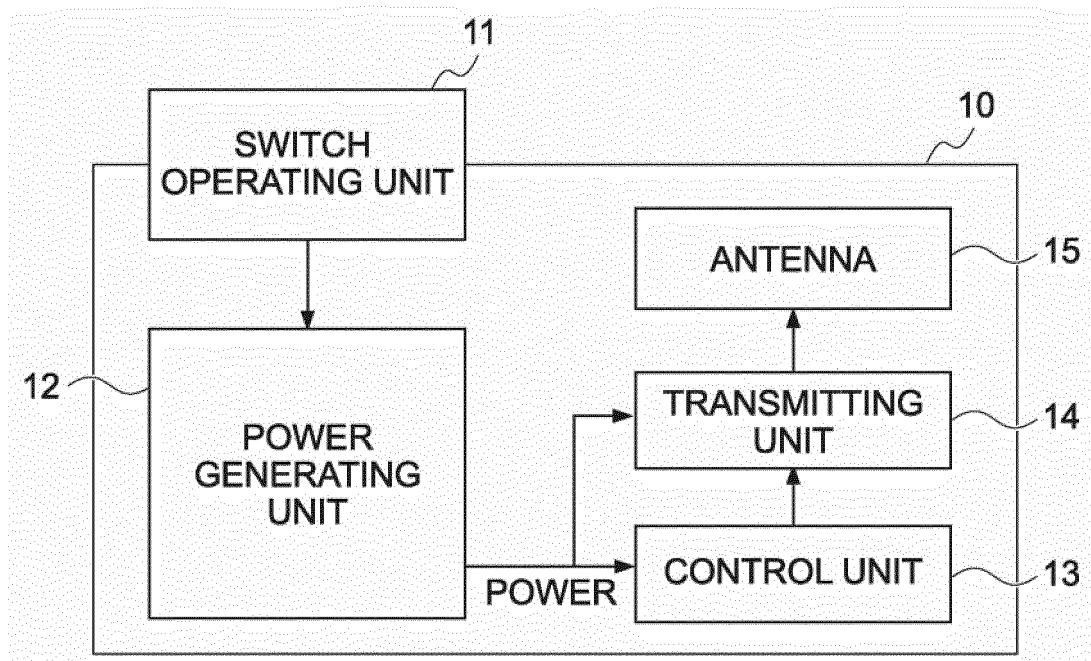 11
SWITCH
OPERATING UNIT
10
ANTENNA
15
12
POWER
GENERATING
UNIT
TRANSMITTING
UNIT
14
POWER
CONTROL UNIT
13